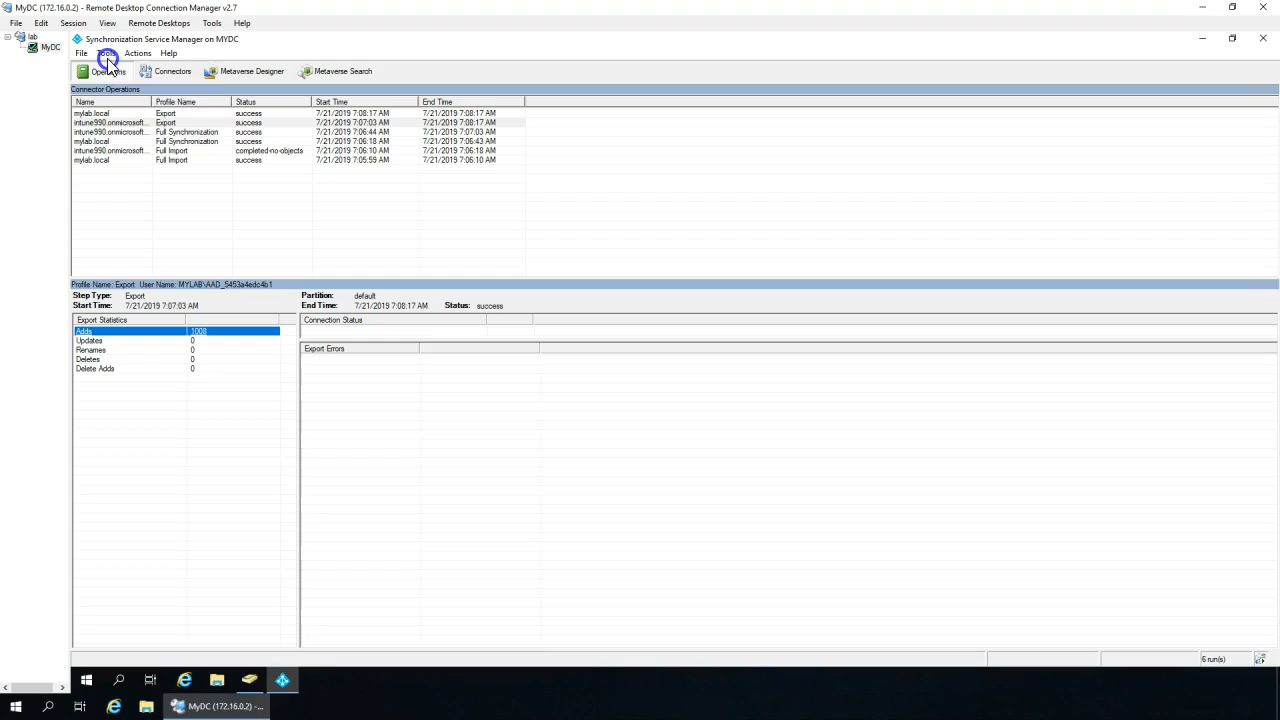 MyDC (172.16.0.2) - Remote Desktop Connection Manager v2.7
File Edit Session View Remote Desktops Tools Help
lab
MyDC
Synchronization Service Manager on MYDC
File Tools Actions Help
Operations Connectors Metaverse Designer Metaverse Search
Connector Operations
Name Profile Name Status Start Time End Time
mylab.local Export success 7/21/2019 7:08:17 AM 7/21/2019 7:08:17 AM
intune990.onmicrosoft... Export success 7/21/2019 7:07:03 AM 7/21/2019 7:08:17 AM
intune990.onmicrosoft... Full Synchronization success 7/21/2019 7:06:44 AM 7/21/2019 7:07:03 AM
mylab.local Full Synchronization success 7/21/2019 7:06:18 AM 7/21/2019 7:06:43 AM
intune990.onmicrosoft... Full Import completed-no-objects 7/21/2019 7:06:10 AM 7/21/2019 7:06:18 AM
mylab.local Full Import success 7/21/2019 7:05:59 AM 7/21/2019 7:06:10 AM
Profile Name: Export User Name: MYLAB\AAD_5453a4edc4b1
Step Type: Export Partition: default
Start Time: 7/21/2019 7:07:03 AM End Time: 7/21/2019 7:08:17 AM Status: success
Export Statistics Connection Status
Adds 1008
Updates 0
Renames 0 Export Errors
Deletes 0
Delete Adds 0
6 run(s)
MyDC (172.16.0.2) -...